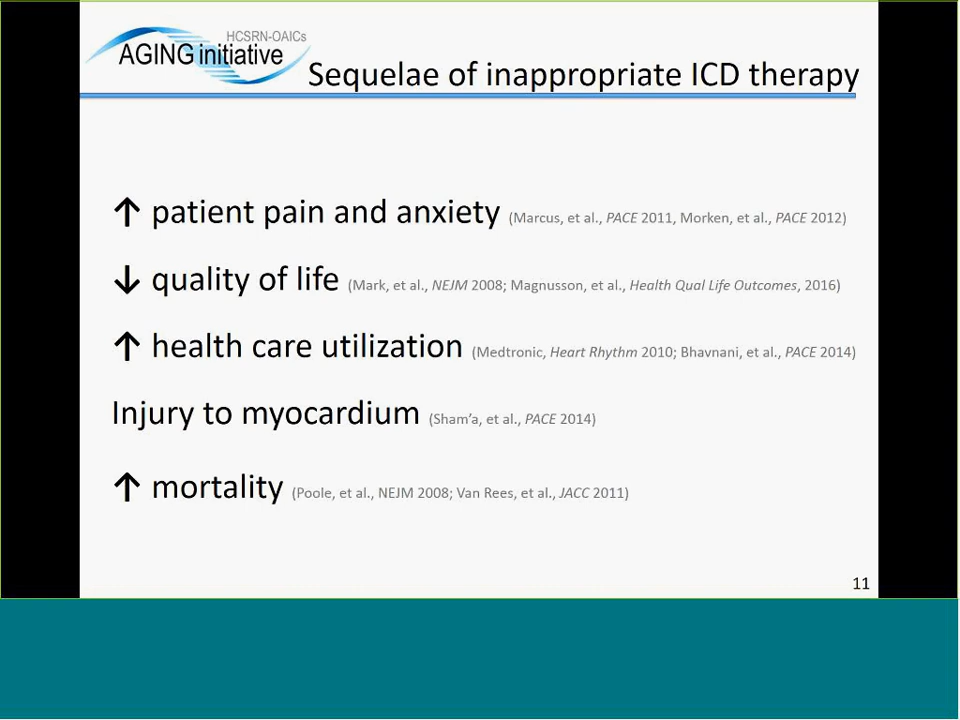 HCSRN-OAICs
AGING initiative
Sequelae of inappropriate ICD therapy
↑ patient pain and anxiety (Marcus, et al., PACE 2011, Morken, et al., PACE 2012)
↓ quality of life (Mark, et al., NEJM 2008; Magnusson, et al., Health Qual Life Outcomes, 2016)
↑ health care utilization (Medtronic, Heart Rhythm 2010; Bhavnani, et al., PACE 2014)
Injury to myocardium (Sham’a, et al., PACE 2014)
↑ mortality (Poole, et al., NEJM 2008; Van Rees, et al., JACC 2011)
11